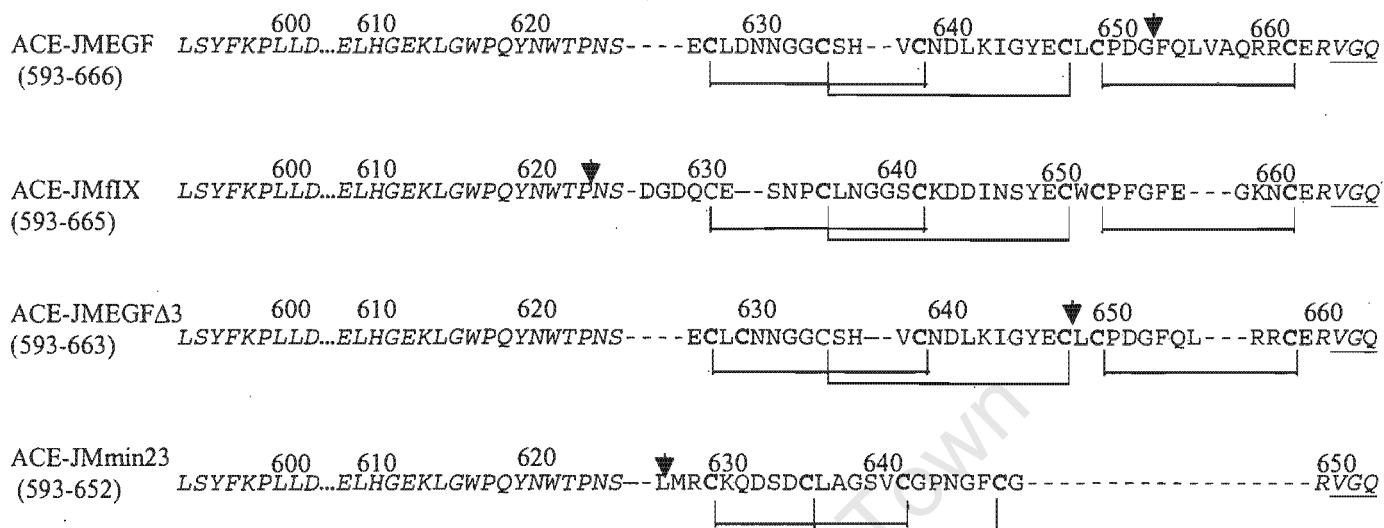 600 610 620 630 640 650 660
ACE-JMEGF LSYFKPLLD...ELHGEKLGWPQYNWTPNS----ECLDNNGGCSH--VCNDLKIGYECLCPDGFQLVAQRRCERVGQ
(593-666)
600 610 620 630 640 650 660
ACE-JMfIX LSYFKPLLD...ELHGEKLGWPQYNWTPNS-DGDQCE--SNPCLNGGSCKDDINSYECWCPFGFE---GKNCERVGQ
(593-665)
600 610 620 630 640 650 660
ACE-JMEGFΔ3 LSYFKPLLD...ELHGEKLGWPQYNWTPNS----ECLCNNGGCSH--VCNDLKIGYECLCPDGFQL---RRCERVGQ
(593-663)
600 610 620 630 640 650
ACE-JMmin23 LSYFKPLLD...ELHGEKLGWPQYNWTPNS--LMRCKQDSDCLAGSVCGPNGFCG----------------RVGQ
(593-652)
Town